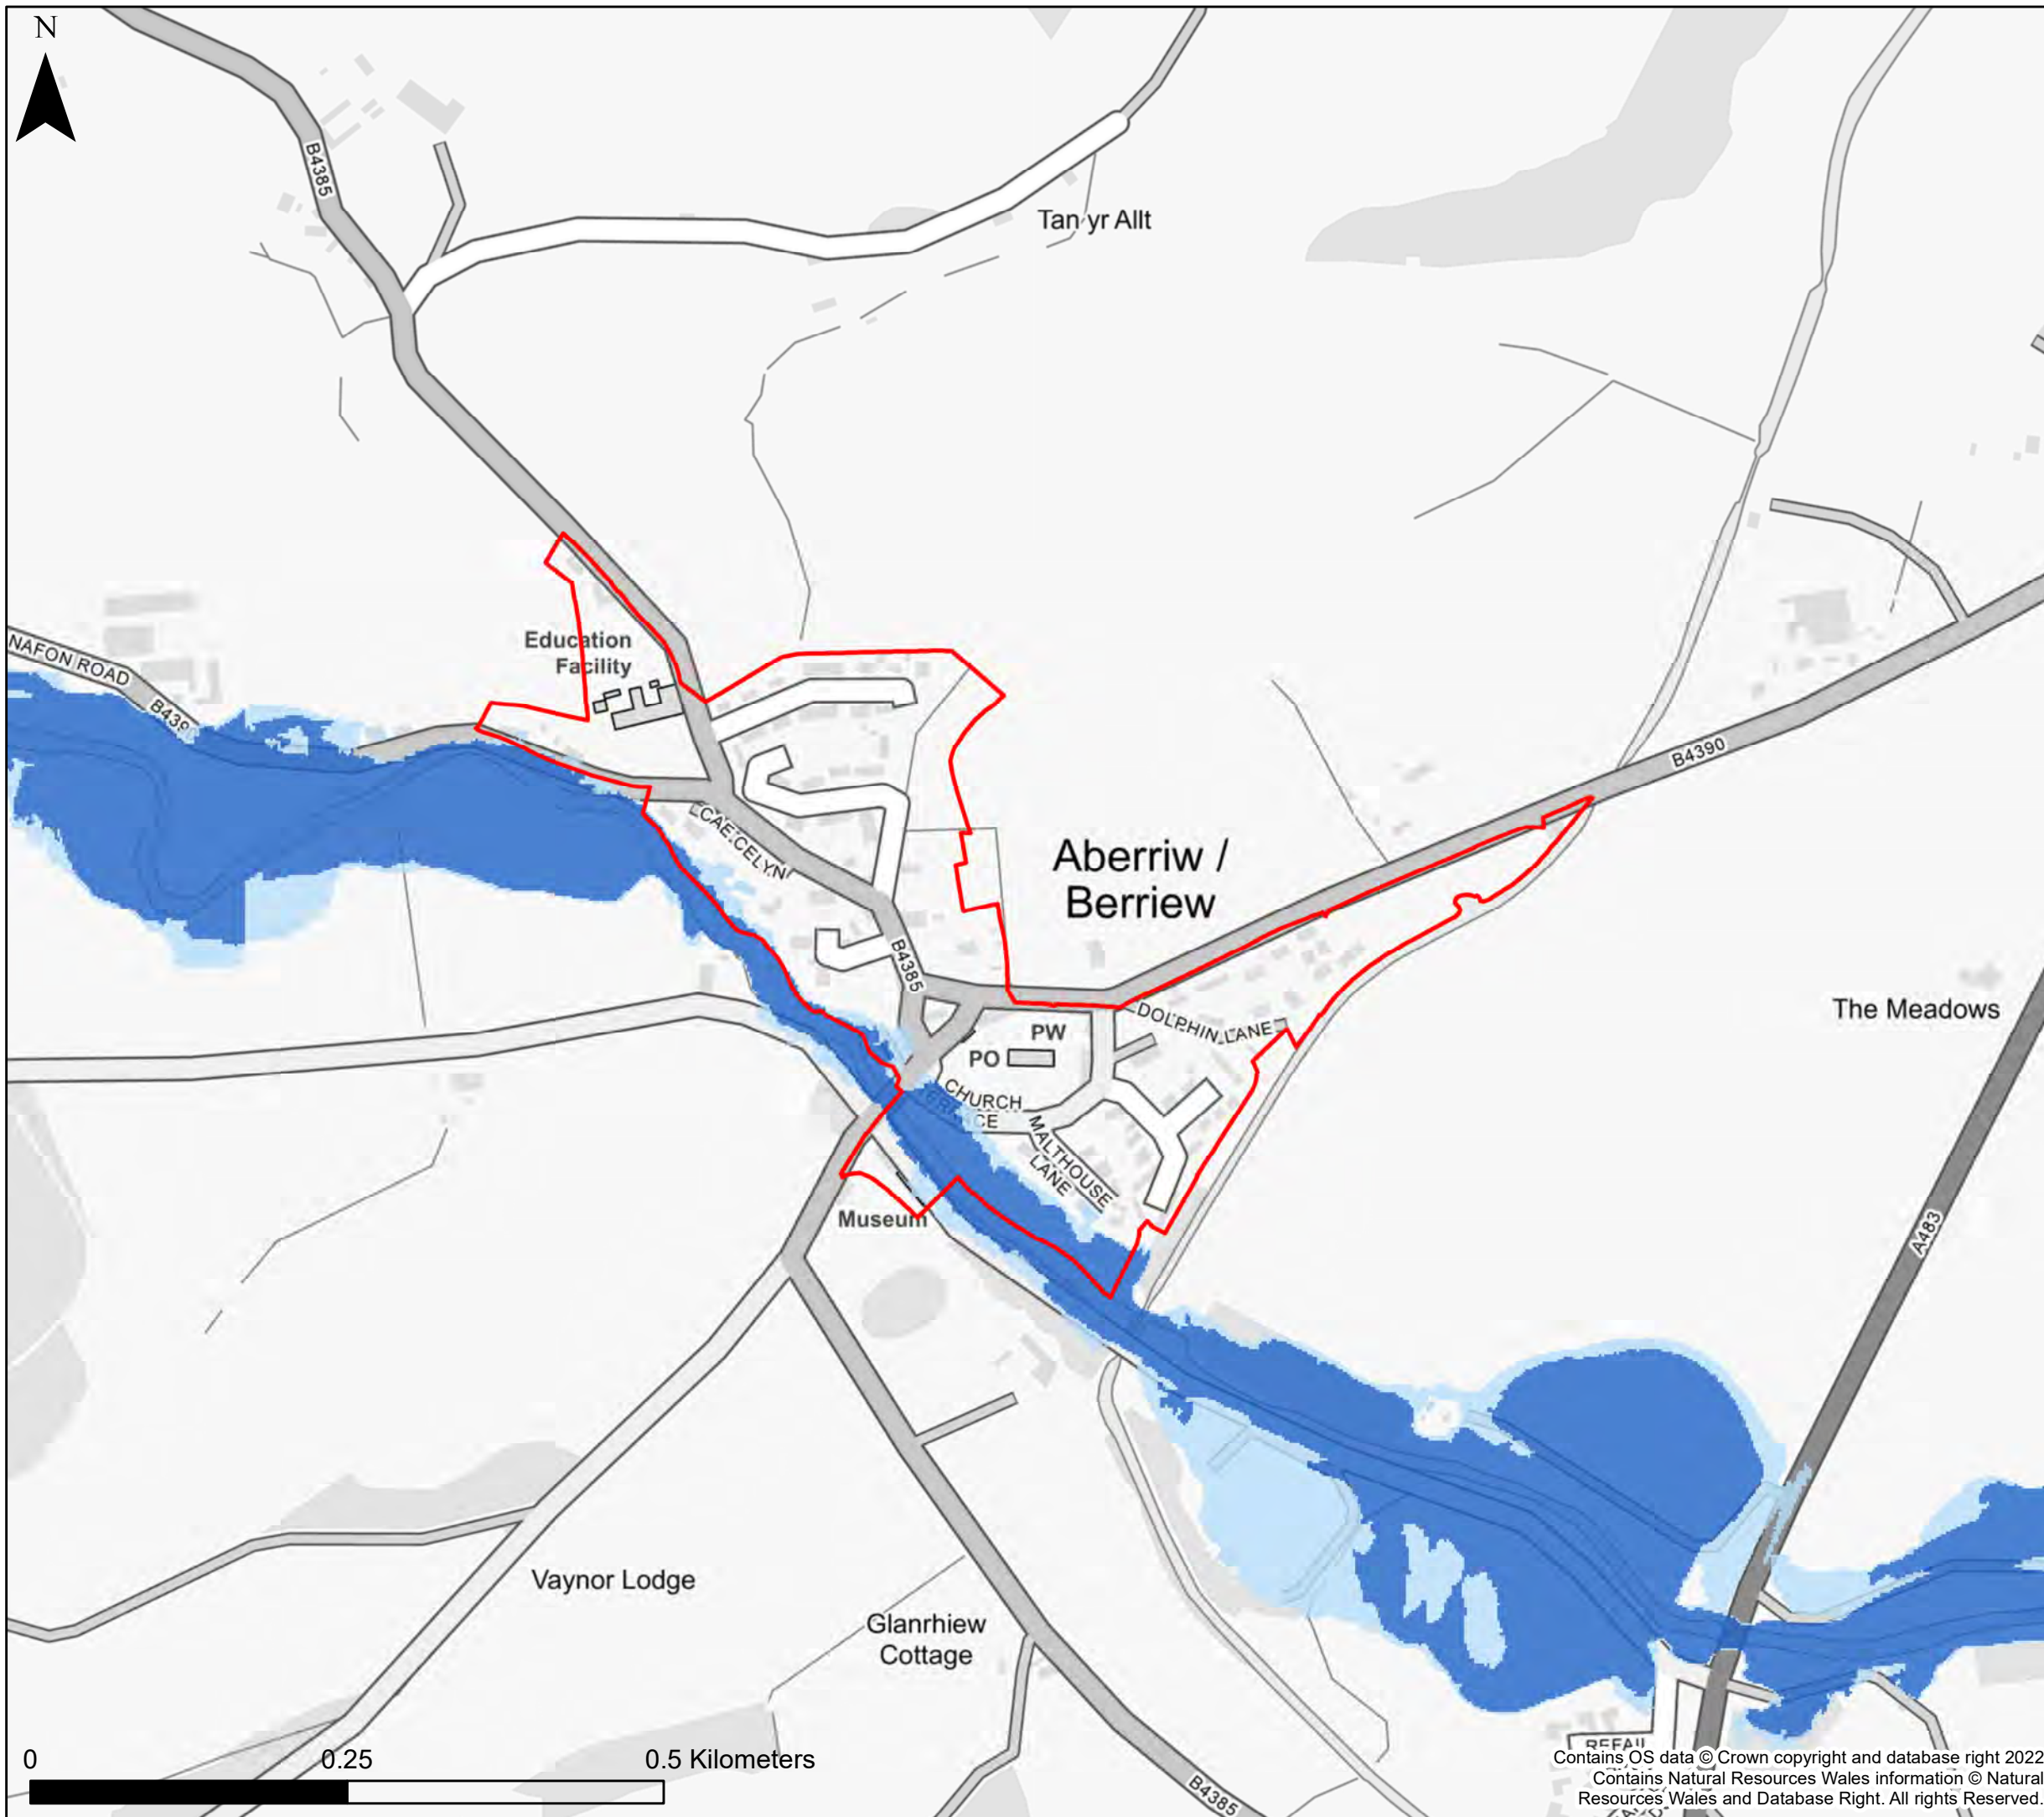 N
B4385
Tan yr Allt
Education
Facility
NAFON ROAD
B439
CAE CELYN
B4390
Aberriw /
Berriew
B4385
The Meadows
DOLPHIN LANE
PW
PO
CHURCH
TERRACE
MALTHOUSE
LANE
Museum
A483
Vaynor Lodge
Glanrhiew
Cottage
0
0.25
0.5 Kilometers
B4385
REFAIL
Contains OS data © Crown copyright and database right 2022
Contains Natural Resources Wales information © Natural
Resources Wales and Database Right. All rights Reserved.